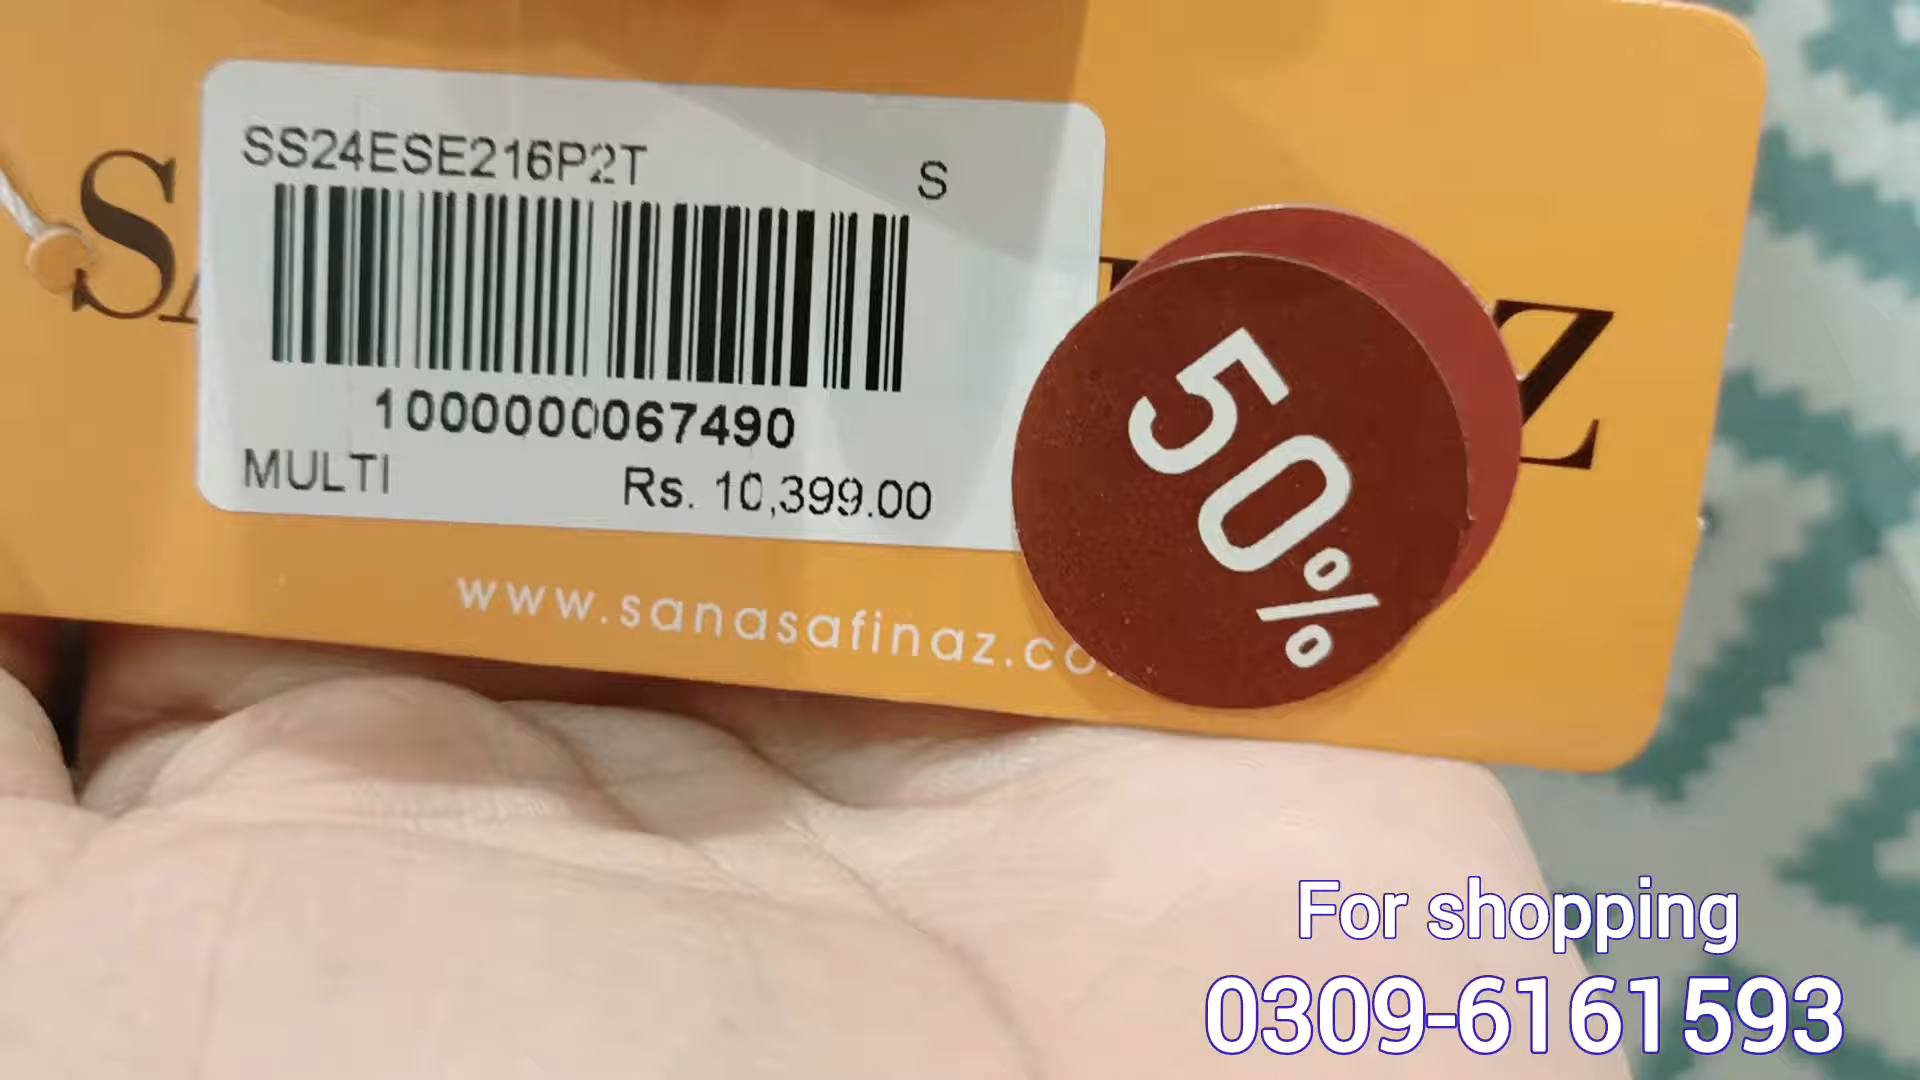 SS24ESE216P2T S
1000000067490
MULTI Rs. 10,399.00
www.sanasafinaz.co
50%
For shopping
0309-6161593